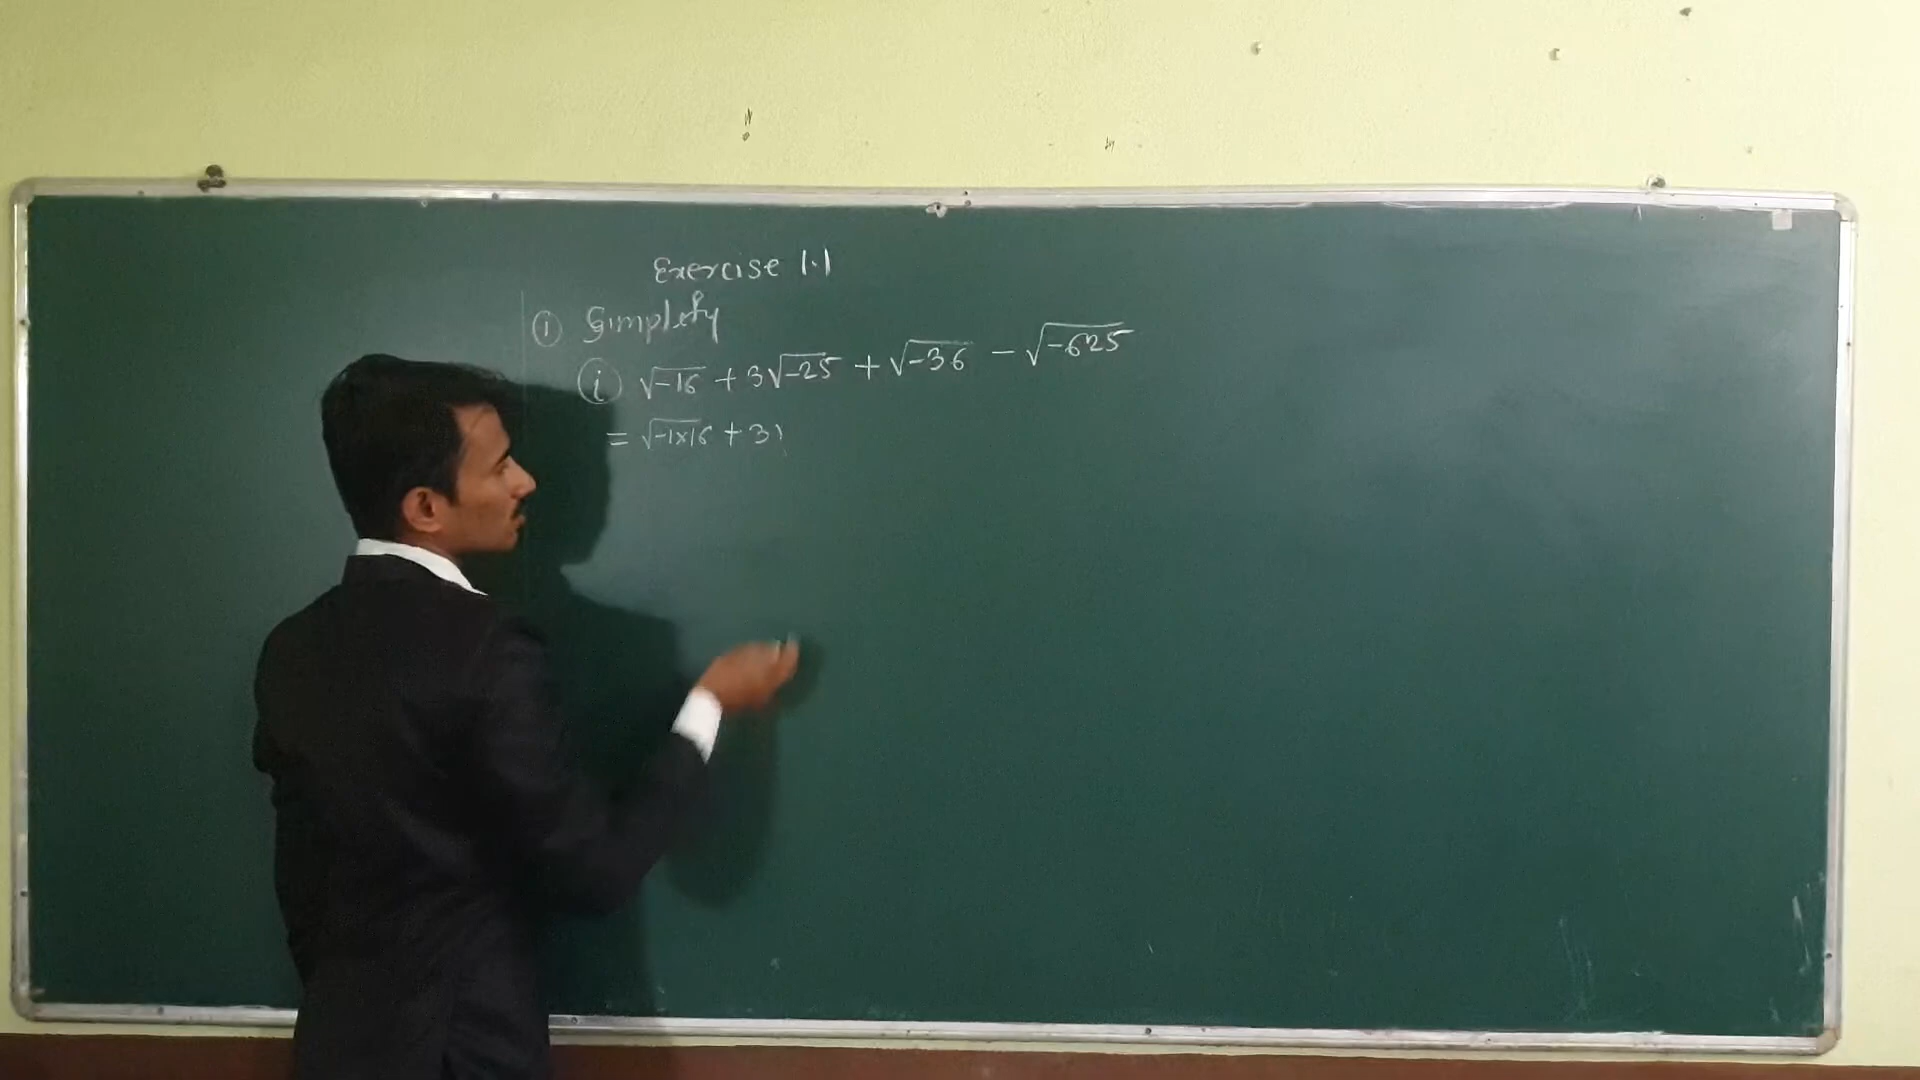 Exercise 1.1
① Simplify
ⓘ √-16 + 3√-25 + √-36 - √-625
= √-1×16 + 3